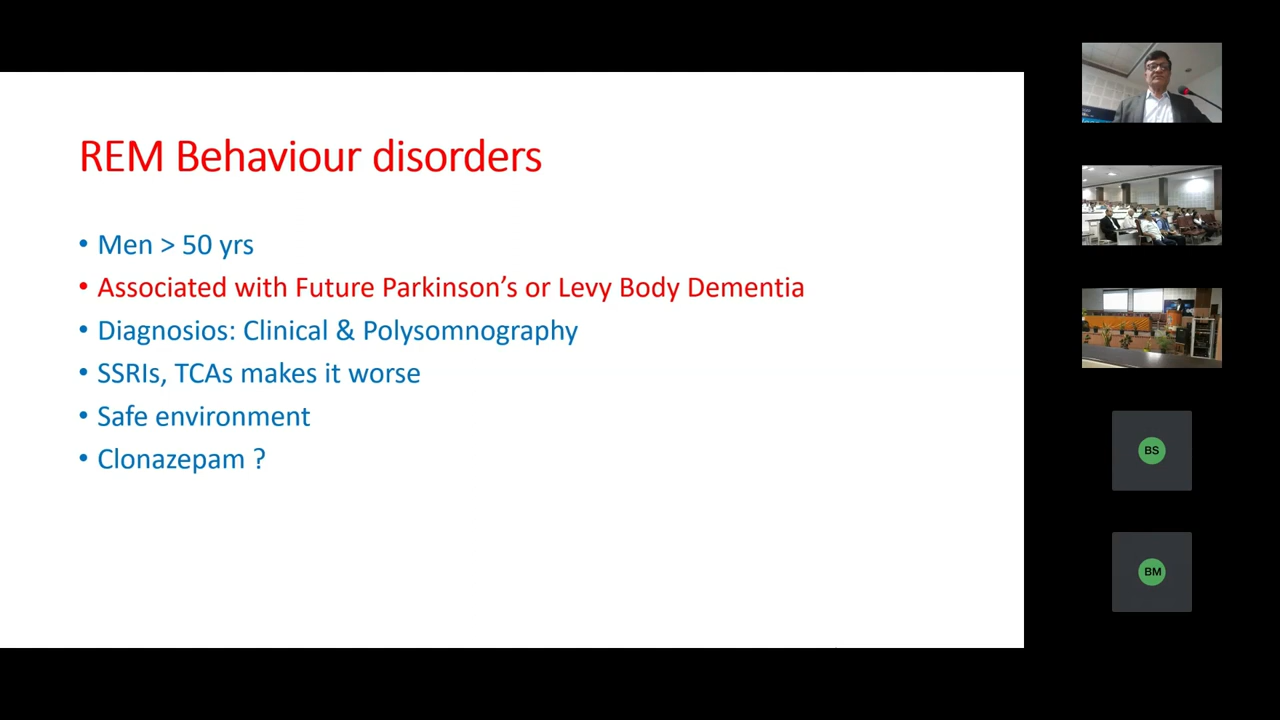 REM Behaviour disorders
• Men > 50 yrs
• Associated with Future Parkinson’s or Levy Body Dementia
• Diagnosios: Clinical & Polysomnography
• SSRIs, TCAs makes it worse
• Safe environment
• Clonazepam ?
BS
BM